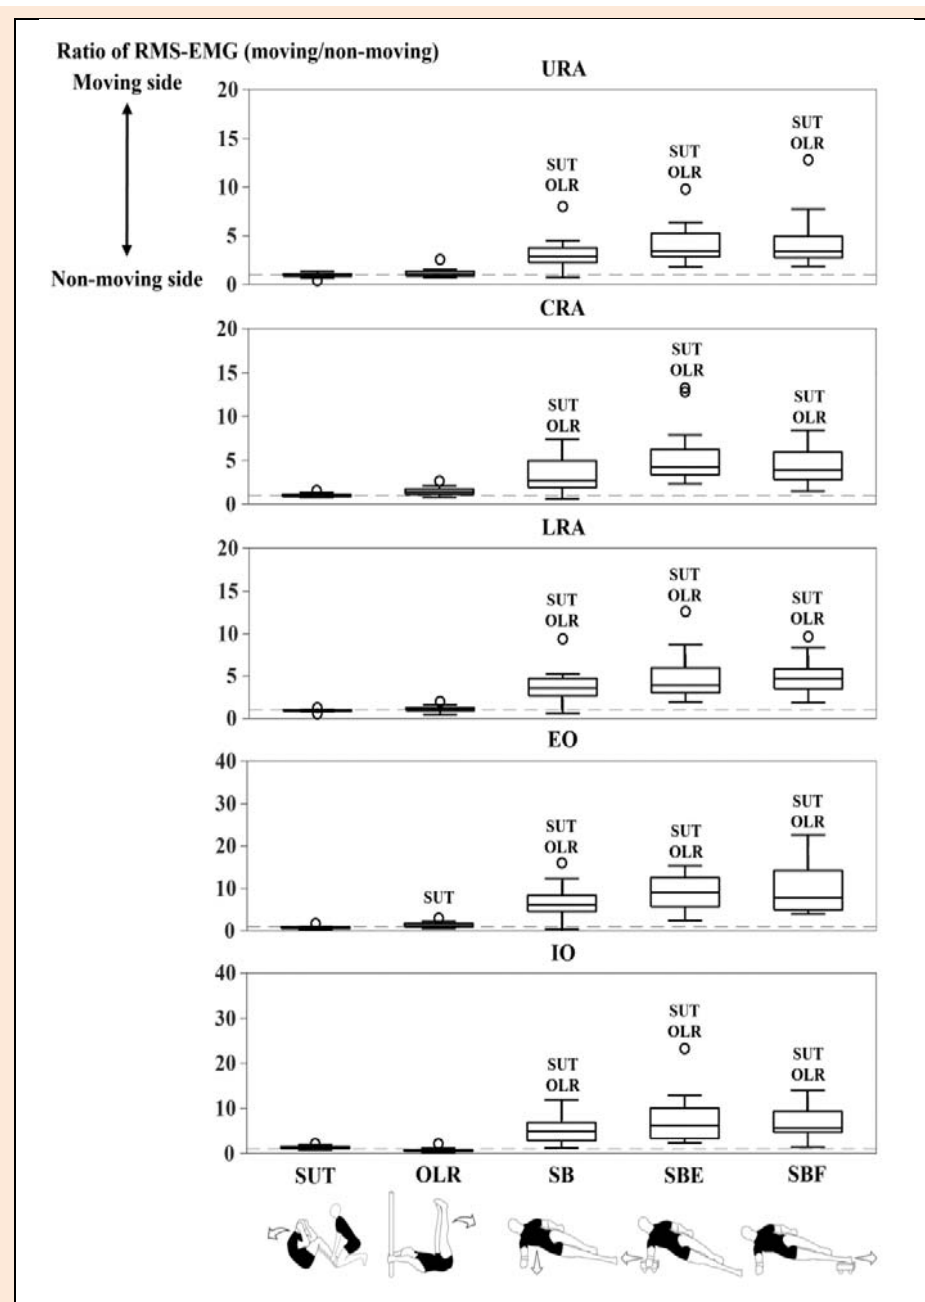 Ratio of RMS-EMG (moving/non-moving)
Moving side
Non-moving side
URA
20
15
10
5
0
SUT
OLR
SUT
OLR
SUT
OLR
CRA
20
15
10
5
0
SUT
OLR
SUT
OLR
SUT
OLR
LRA
20
15
10
5
0
SUT
OLR
SUT
OLR
SUT
OLR
EO
40
30
20
10
0
SUT
SUT
OLR
SUT
OLR
SUT
OLR
IO
40
30
20
10
0
SUT
OLR
SUT
OLR
SUT
OLR
SUT OLR SB SBE SBF